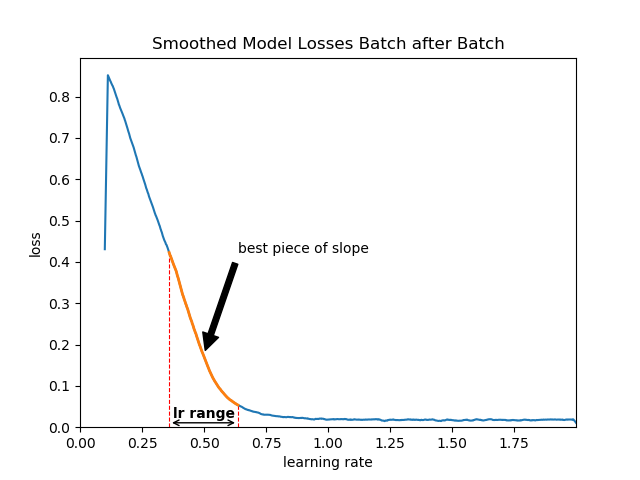 Smoothed Model Losses Batch after Batch
0.8
0.7
0.6
0.5
0.4
0.3
0.2
0.1
0.0
loss
best piece of slope
lr range
0.00 0.25 0.50 0.75 1.00 1.25 1.50 1.75
learning rate